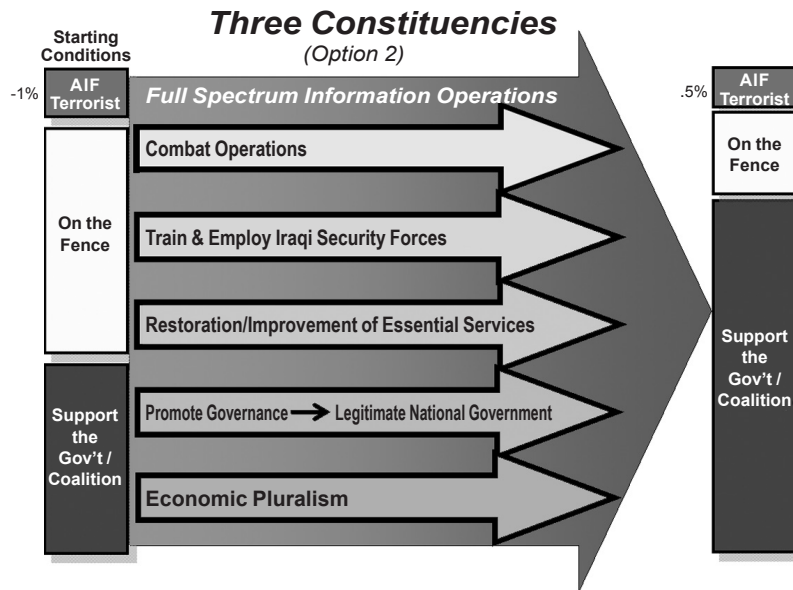 Three Constituencies
(Option 2)
Starting
Conditions
-1%
AIF
Terrorist
On the
Fence
Support
the
Gov't /
Coalition
Full Spectrum Information Operations
Combat Operations
Train & Employ Iraqi Security Forces
Restoration/Improvement of Essential Services
Promote Governance → Legitimate National Government
Economic Pluralism
.5%
AIF
Terrorist
On the
Fence
Support
the
Gov't /
Coalition